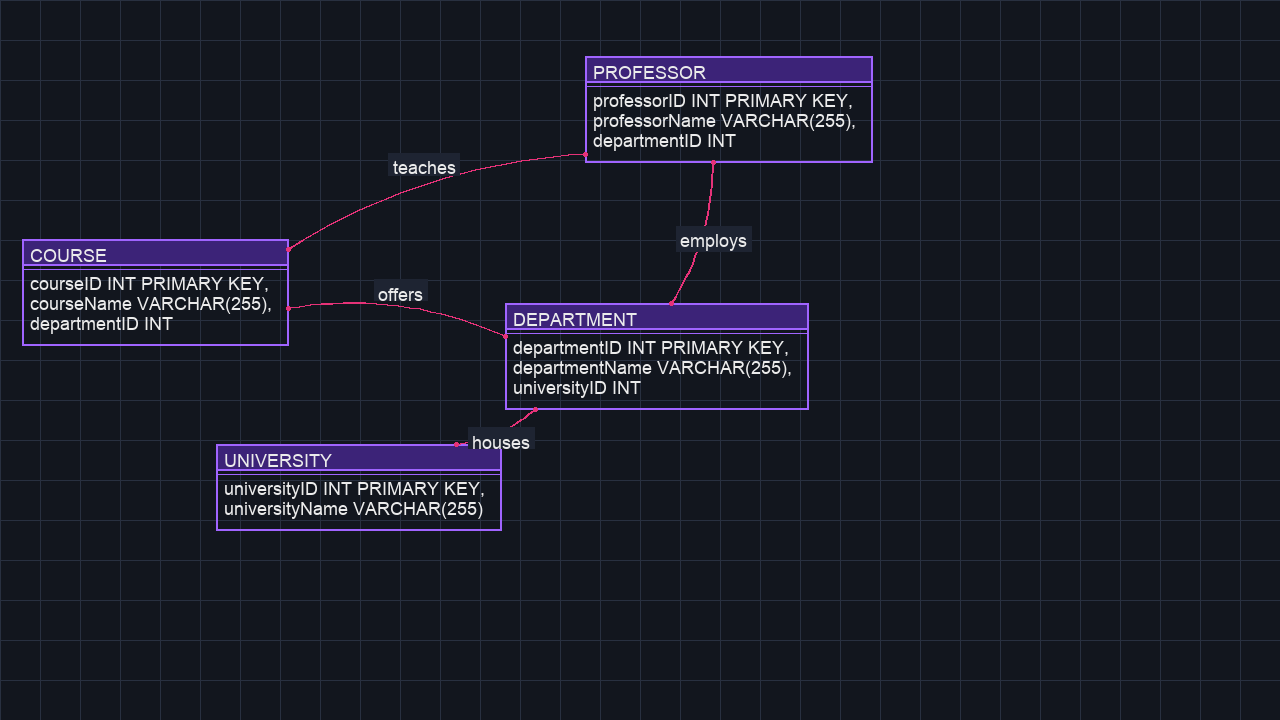 PROFESSOR
professorID INT PRIMARY KEY,
professorName VARCHAR(255),
departmentID INT
teaches
employs
COURSE
courseID INT PRIMARY KEY,
courseName VARCHAR(255),
departmentID INT
offers
DEPARTMENT
departmentID INT PRIMARY KEY,
departmentName VARCHAR(255),
universityID INT
houses
UNIVERSITY
universityID INT PRIMARY KEY,
universityName VARCHAR(255)